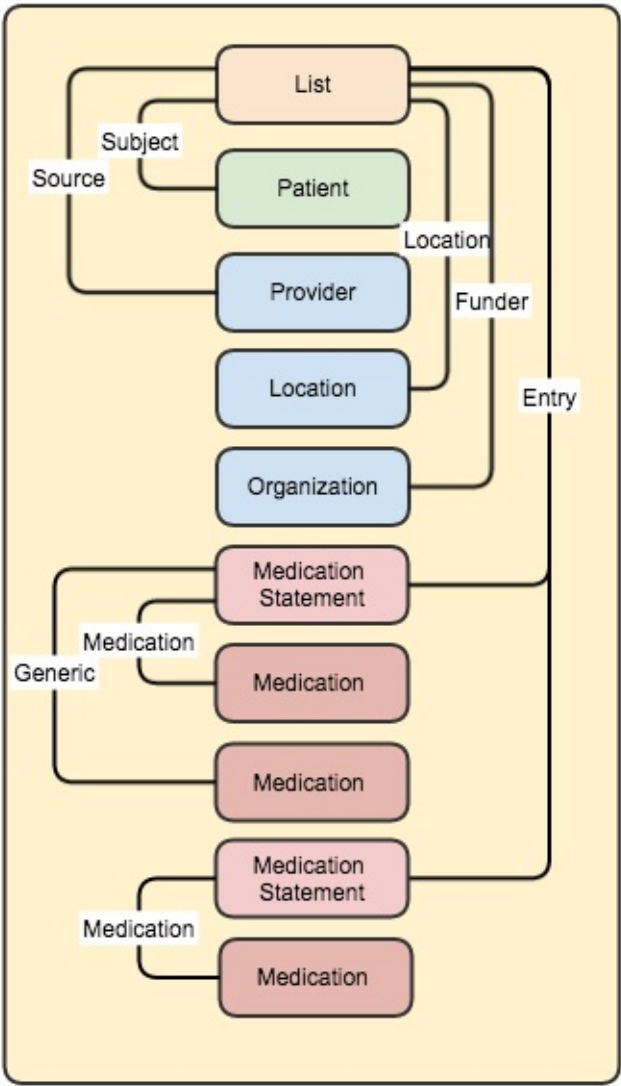 List
Subject
Source
Patient
Location
Provider
Funder
Location
Entry
Organization
Medication
Statement
Medication
Generic
Medication
Medication
Medication
Statement
Medication
Medication